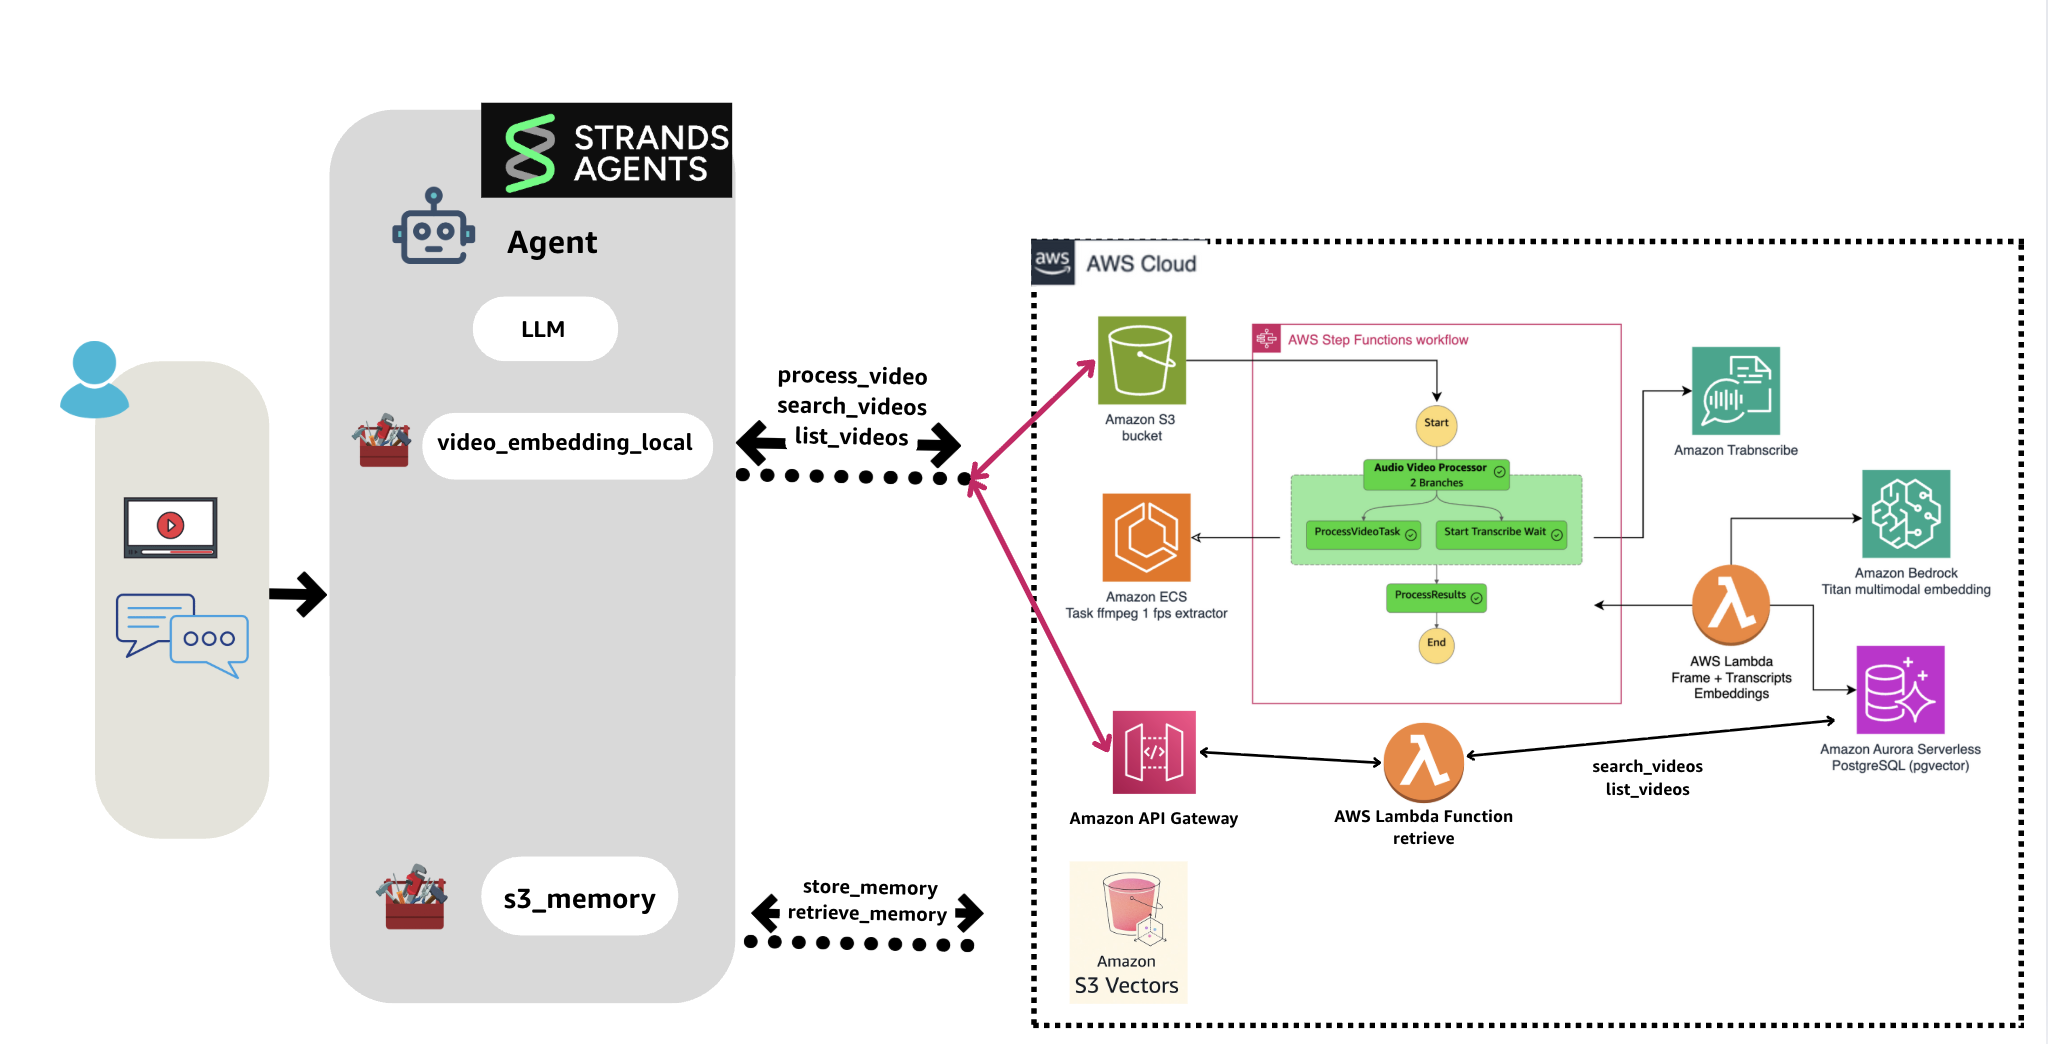 STRANDS
AGENTS
Agent
LLM
video_embedding_local
s3_memory
process_video
search_videos
list_videos
store_memory
retrieve_memory
aws
AWS Cloud
Amazon S3
bucket
AWS Step Functions workflow
Start
Audio Video Processor
2 Branches
ProcessVideoTask
Start Transcribe Wait
ProcessResults
End
Amazon ECS
Task ffmpeg 1 fps extractor
Amazon Trabnscribe
Amazon Bedrock
Titan multimodal embedding
AWS Lambda
Frame + Transcripts
Embeddings
Amazon Aurora Serverless
PostgreSQL (pgvector)
</>
Amazon API Gateway
AWS Lambda Function
retrieve
search_videos
list_videos
Amazon
S3 Vectors